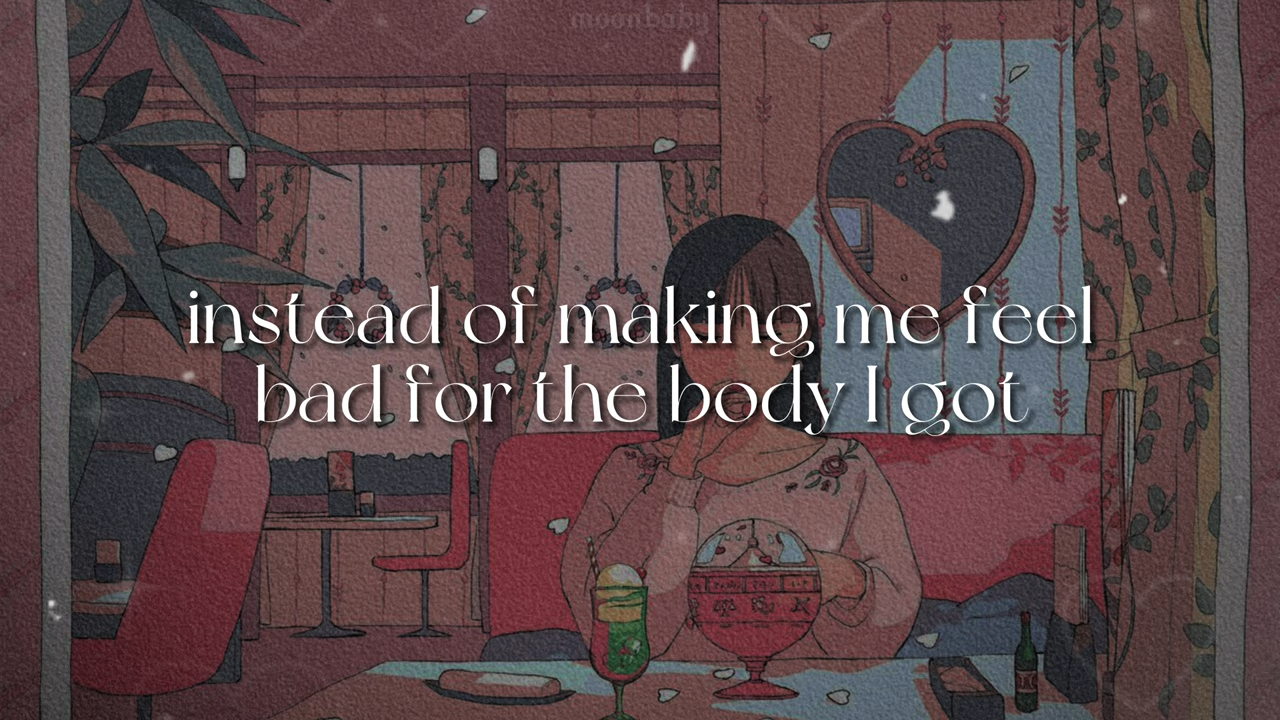 moonbaby
instead of making me feel
bad for the body I got